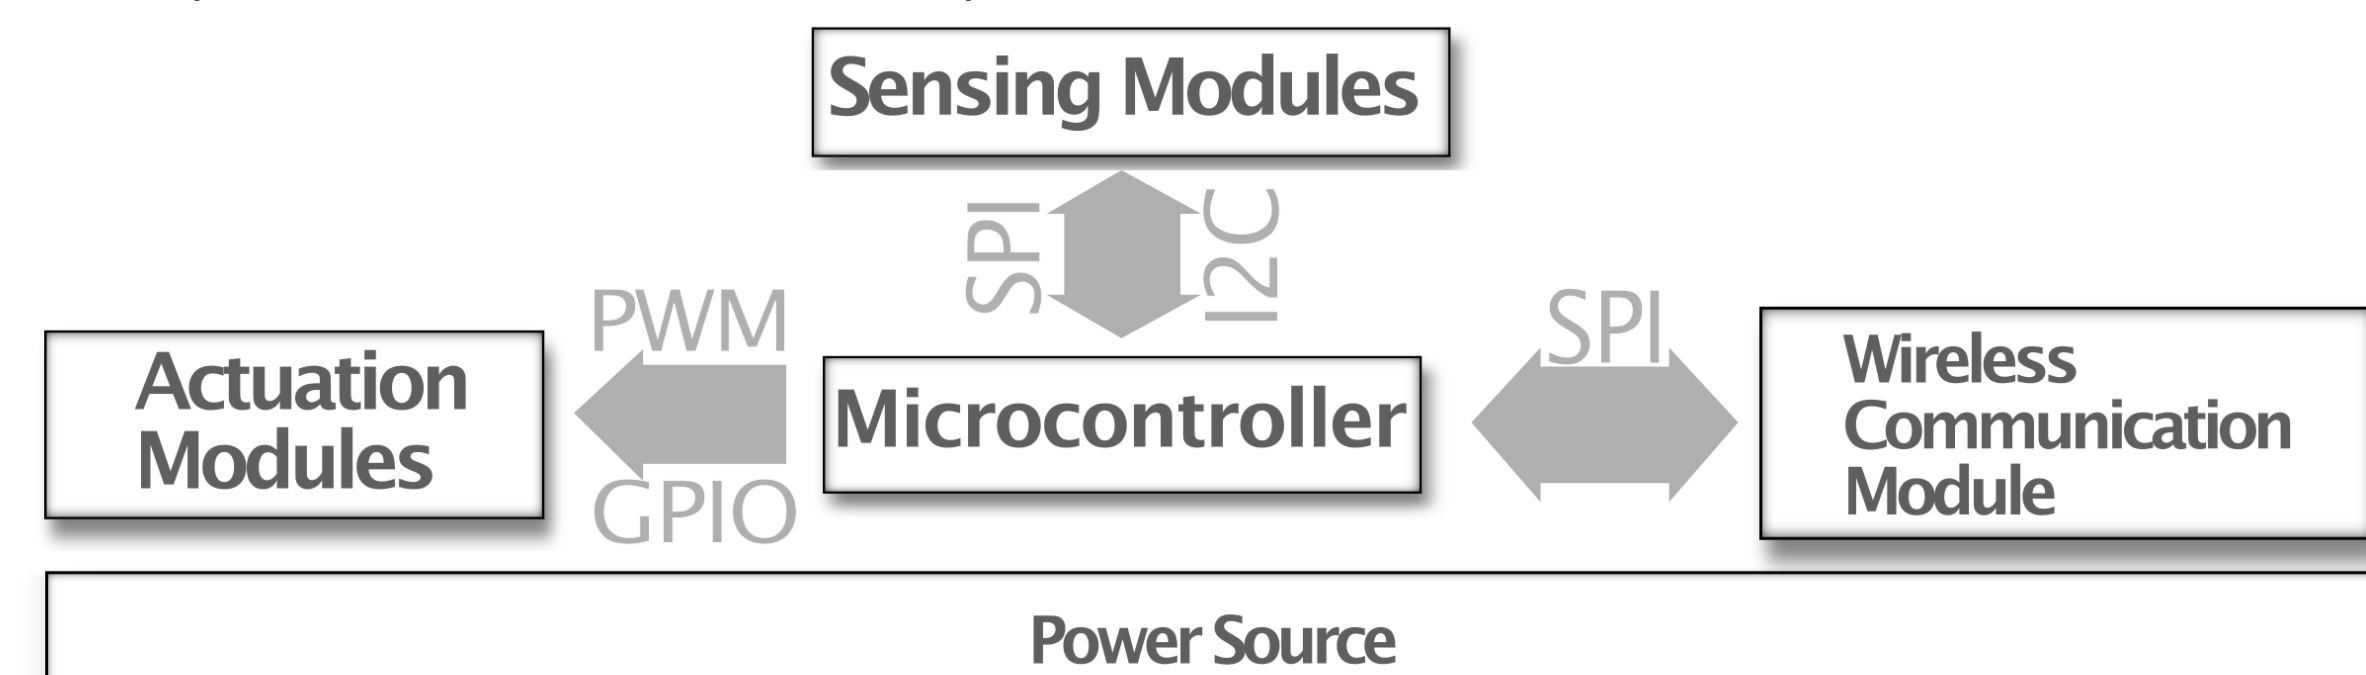 Sensing Modules
SPI
I2C
PWM
SPI
Actuation
Modules
Microcontroller
Wireless
Communication
Module
GPIO
Power Source